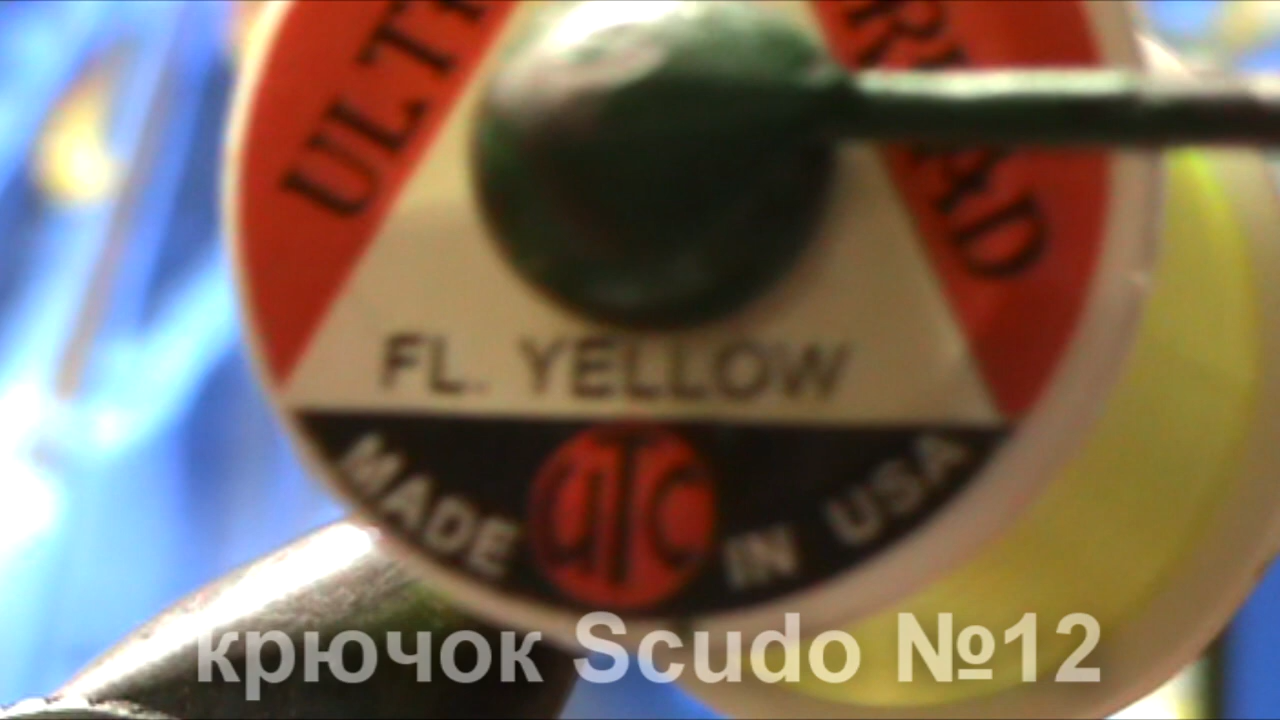 FL. YELLOW
MADE IN USA
UTC
крючок Scudo №12